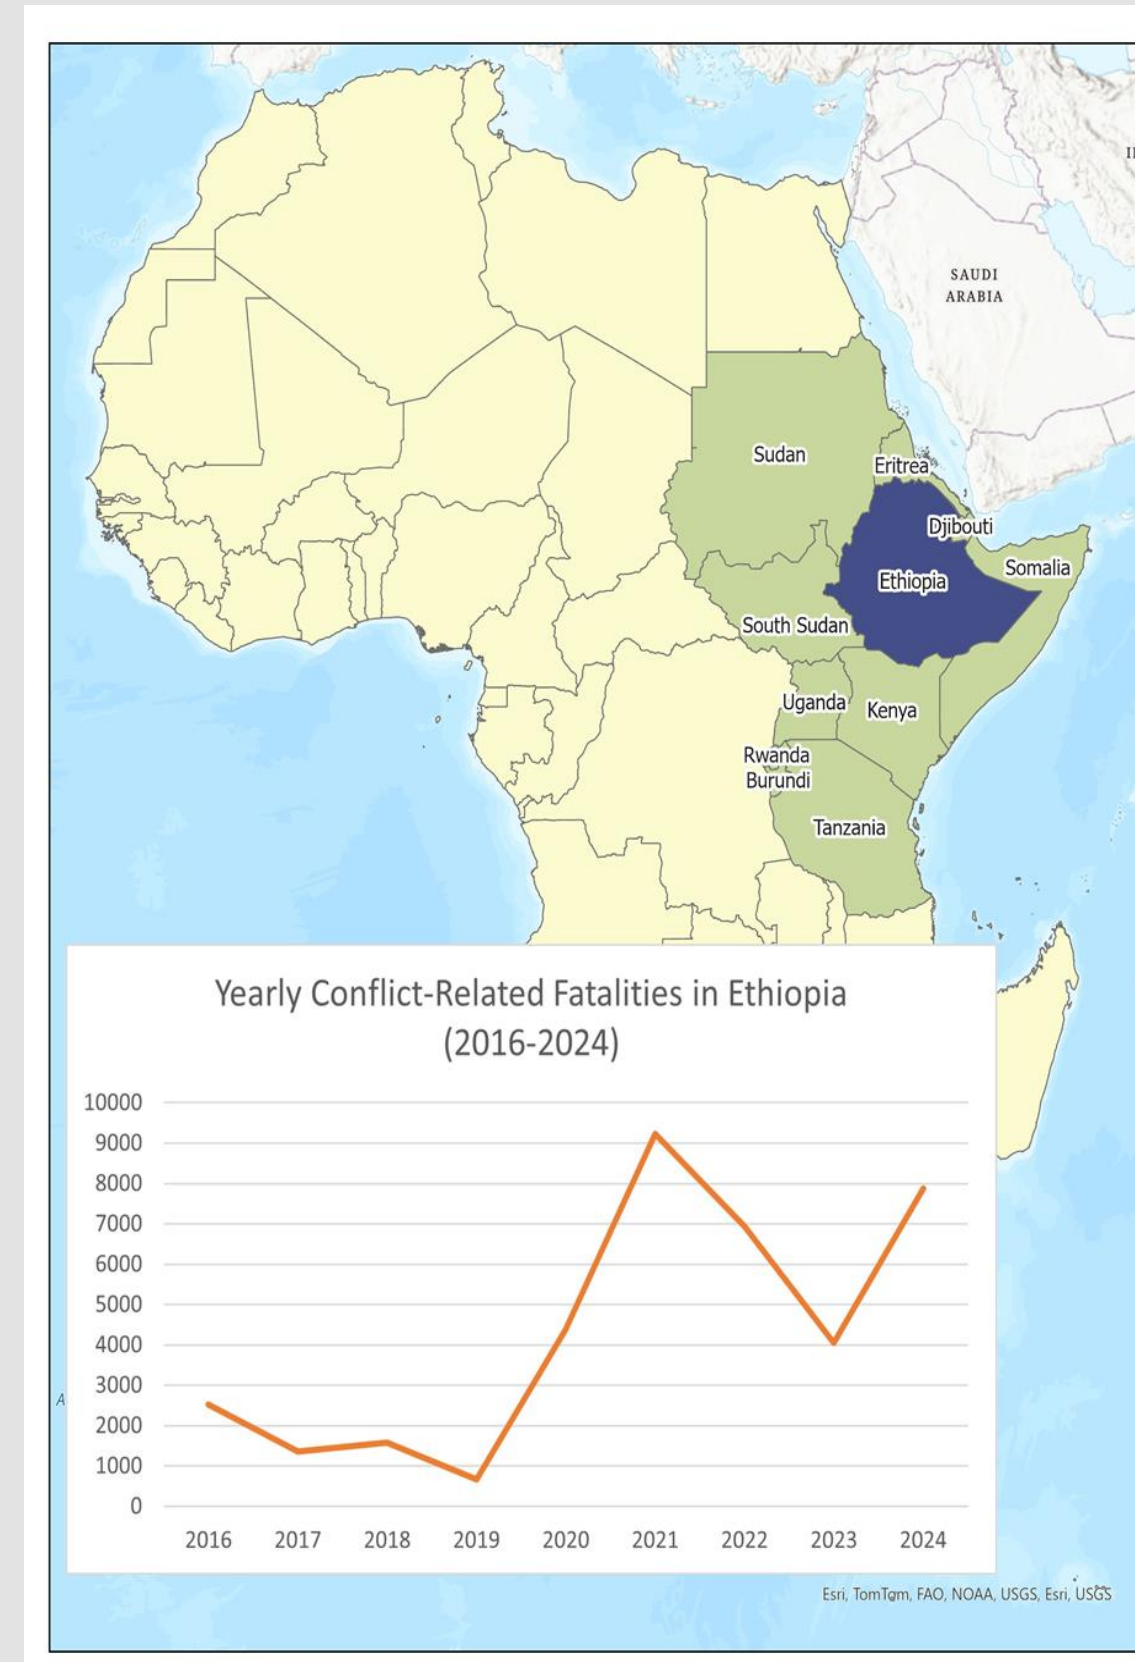 I
SAUDI
ARABIA
Sudan
Eritrea
Djibouti
Somalia
Ethiopia
South Sudan
Uganda
Kenya
Rwanda
Burundi
Tanzania
Yearly Conflict-Related Fatalities in Ethiopia
(2016-2024)
10000
9000
8000
7000
6000
5000
4000
3000
2000
1000
0
2016 2017 2018 2019 2020 2021 2022 2023 2024
A
Esri, TomTom, FAO, NOAA, USGS, Esri, USGS